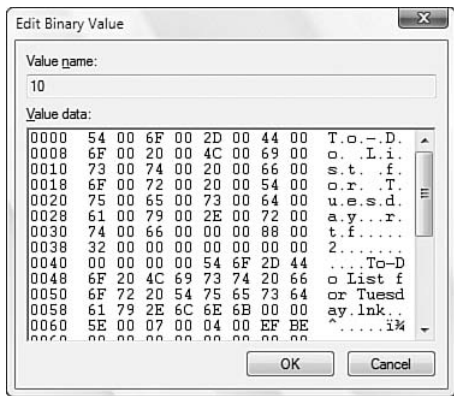 Edit Binary Value
Value name:
10
Value data:
0000 54 00 6F 00 2D 00 44 00 T.o.-.D.
0008 6F 00 20 00 4C 00 69 00 o. .L.i.
0010 73 00 74 00 20 00 66 00 s.t. .f.
0018 6F 00 72 00 20 00 54 00 o.r. .T.
0020 75 00 65 00 73 00 64 00 u.e.s.d.
0028 61 00 79 00 2E 00 72 00 a.y...r.
0030 74 00 66 00 00 00 88 00 t.f.....
0038 32 00 00 00 00 00 00 00 2.......
0040 00 00 00 00 54 6F 2D 44 ....To-D
0048 6F 20 4C 69 73 74 20 66 o List f
0050 6F 72 20 54 75 65 73 64 or Tuesd
0058 61 79 2E 6C 6E 6B 00 00 ay.lnk..
0060 5E 00 07 00 04 00 EF BE ^.....ï¾
OK Cancel